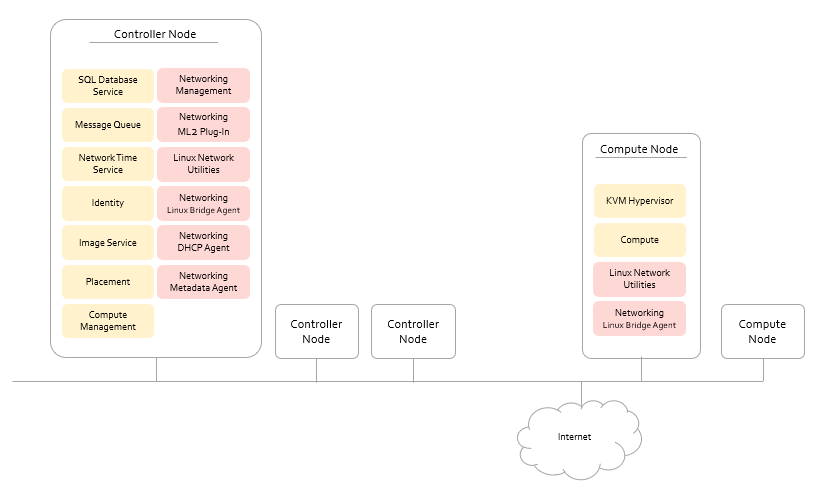 Controller Node
SQL Database
Service
Message Queue
Network Time
Service
Identity
Image Service
Placement
Compute
Management
Networking
Management
Networking
ML2 Plug-In
Linux Network
Utilities
Networking
Linux Bridge Agent
Networking
DHCP Agent
Networking
Metadata Agent
Controller
Node
Controller
Node
Compute Node
KVM Hypervisor
Compute
Linux Network
Utilities
Networking
Linux Bridge Agent
Compute
Node
Internet